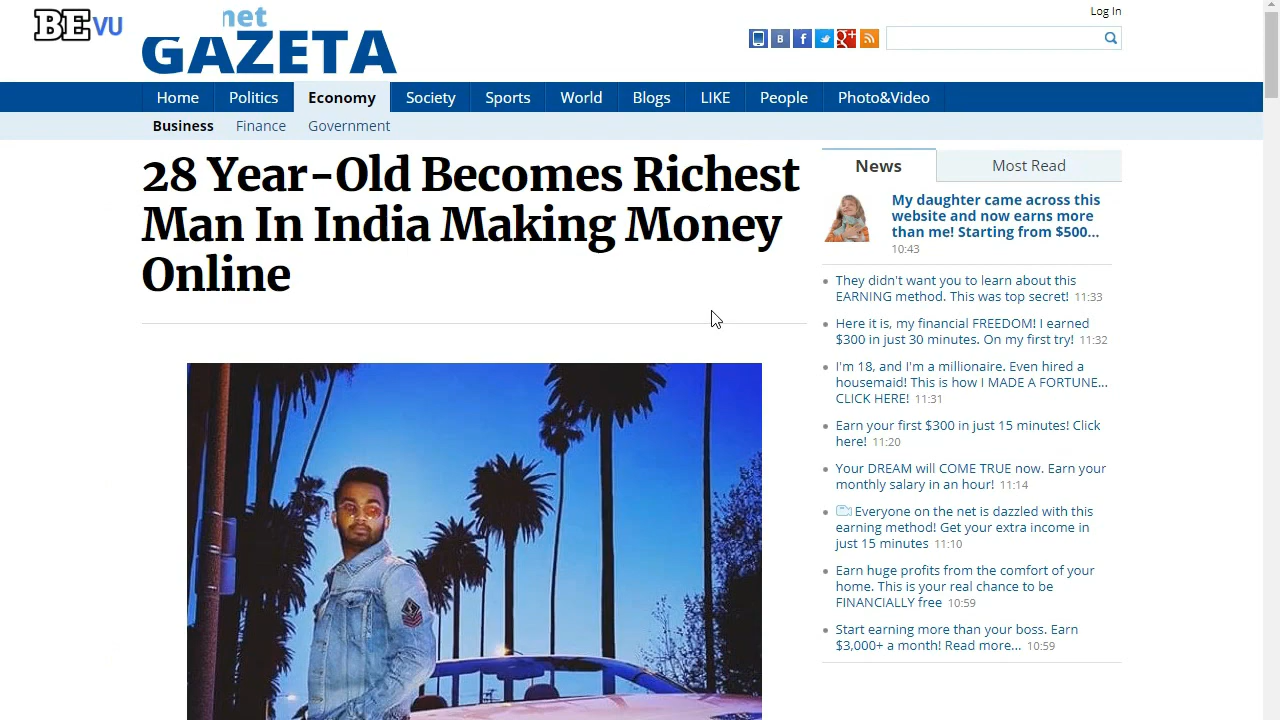 BEVU
net
GAZETA
Log In
Home Politics Economy Society Sports World Blogs LIKE People Photo&Video
Business Finance Government
28 Year-Old Becomes Richest
Man In India Making Money
Online
News Most Read
My daughter came across this
website and now earns more
than me! Starting from $500...
10:43
They didn't want you to learn about this
EARNING method. This was top secret! 11:33
Here it is, my financial FREEDOM! I earned
$300 in just 30 minutes. On my first try! 11:32
I'm 18, and I'm a millionaire. Even hired a
housemaid! This is how I MADE A FORTUNE...
CLICK HERE! 11:31
Earn your first $300 in just 15 minutes! Click
here! 11:20
Your DREAM will COME TRUE now. Earn your
monthly salary in an hour! 11:14
Everyone on the net is dazzled with this
earning method! Get your extra income in
just 15 minutes 11:10
Earn huge profits from the comfort of your
home. This is your real chance to be
FINANCIALLY free 10:59
Start earning more than your boss. Earn
$3,000+ a month! Read more... 10:59